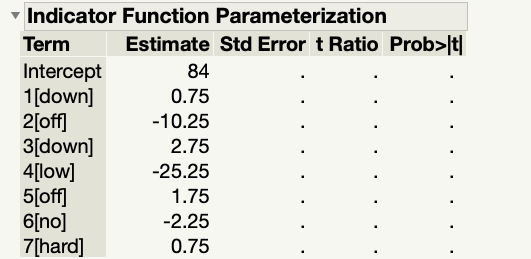 Indicator Function Parameterization
Term Estimate Std Error t Ratio Prob>|t|
Intercept 84 . . .
1[down] 0.75 . . .
2[off] -10.25 . . .
3[down] 2.75 . . .
4[low] -25.25 . . .
5[off] 1.75 . . .
6[no] -2.25 . . .
7[hard] 0.75 . . .